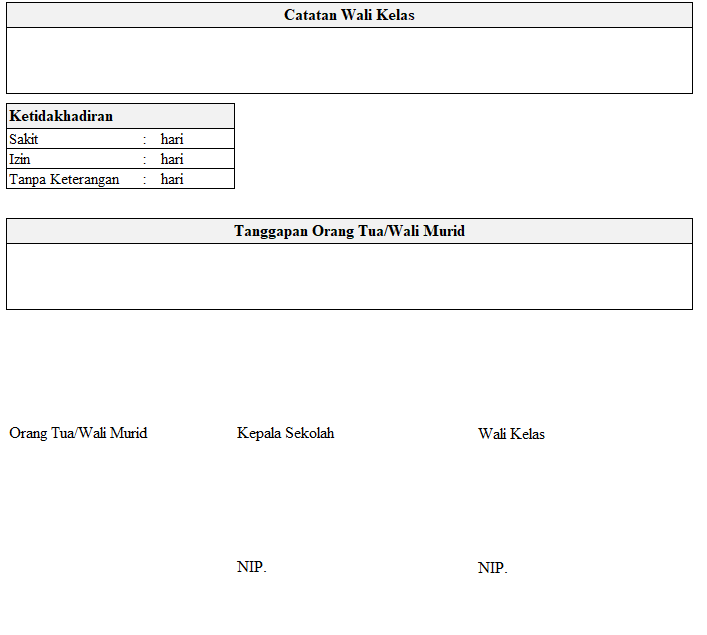 Catatan Wali Kelas
Ketidakhadiran
Sakit : hari
Izin : hari
Tanpa Keterangan : hari
Tanggapan Orang Tua/Wali Murid
Orang Tua/Wali Murid Kepala Sekolah Wali Kelas
NIP. NIP.